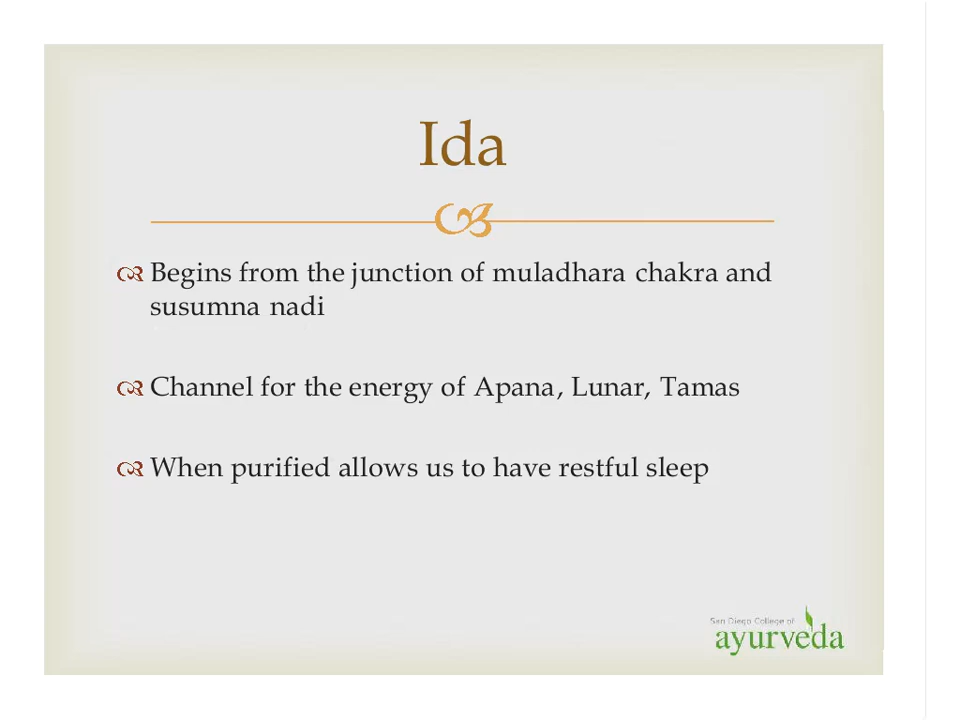 Ida
Begins from the junction of muladhara chakra and
susumna nadi
Channel for the energy of Apana, Lunar, Tamas
When purified allows us to have restful sleep
San Diego College of
ayurveda